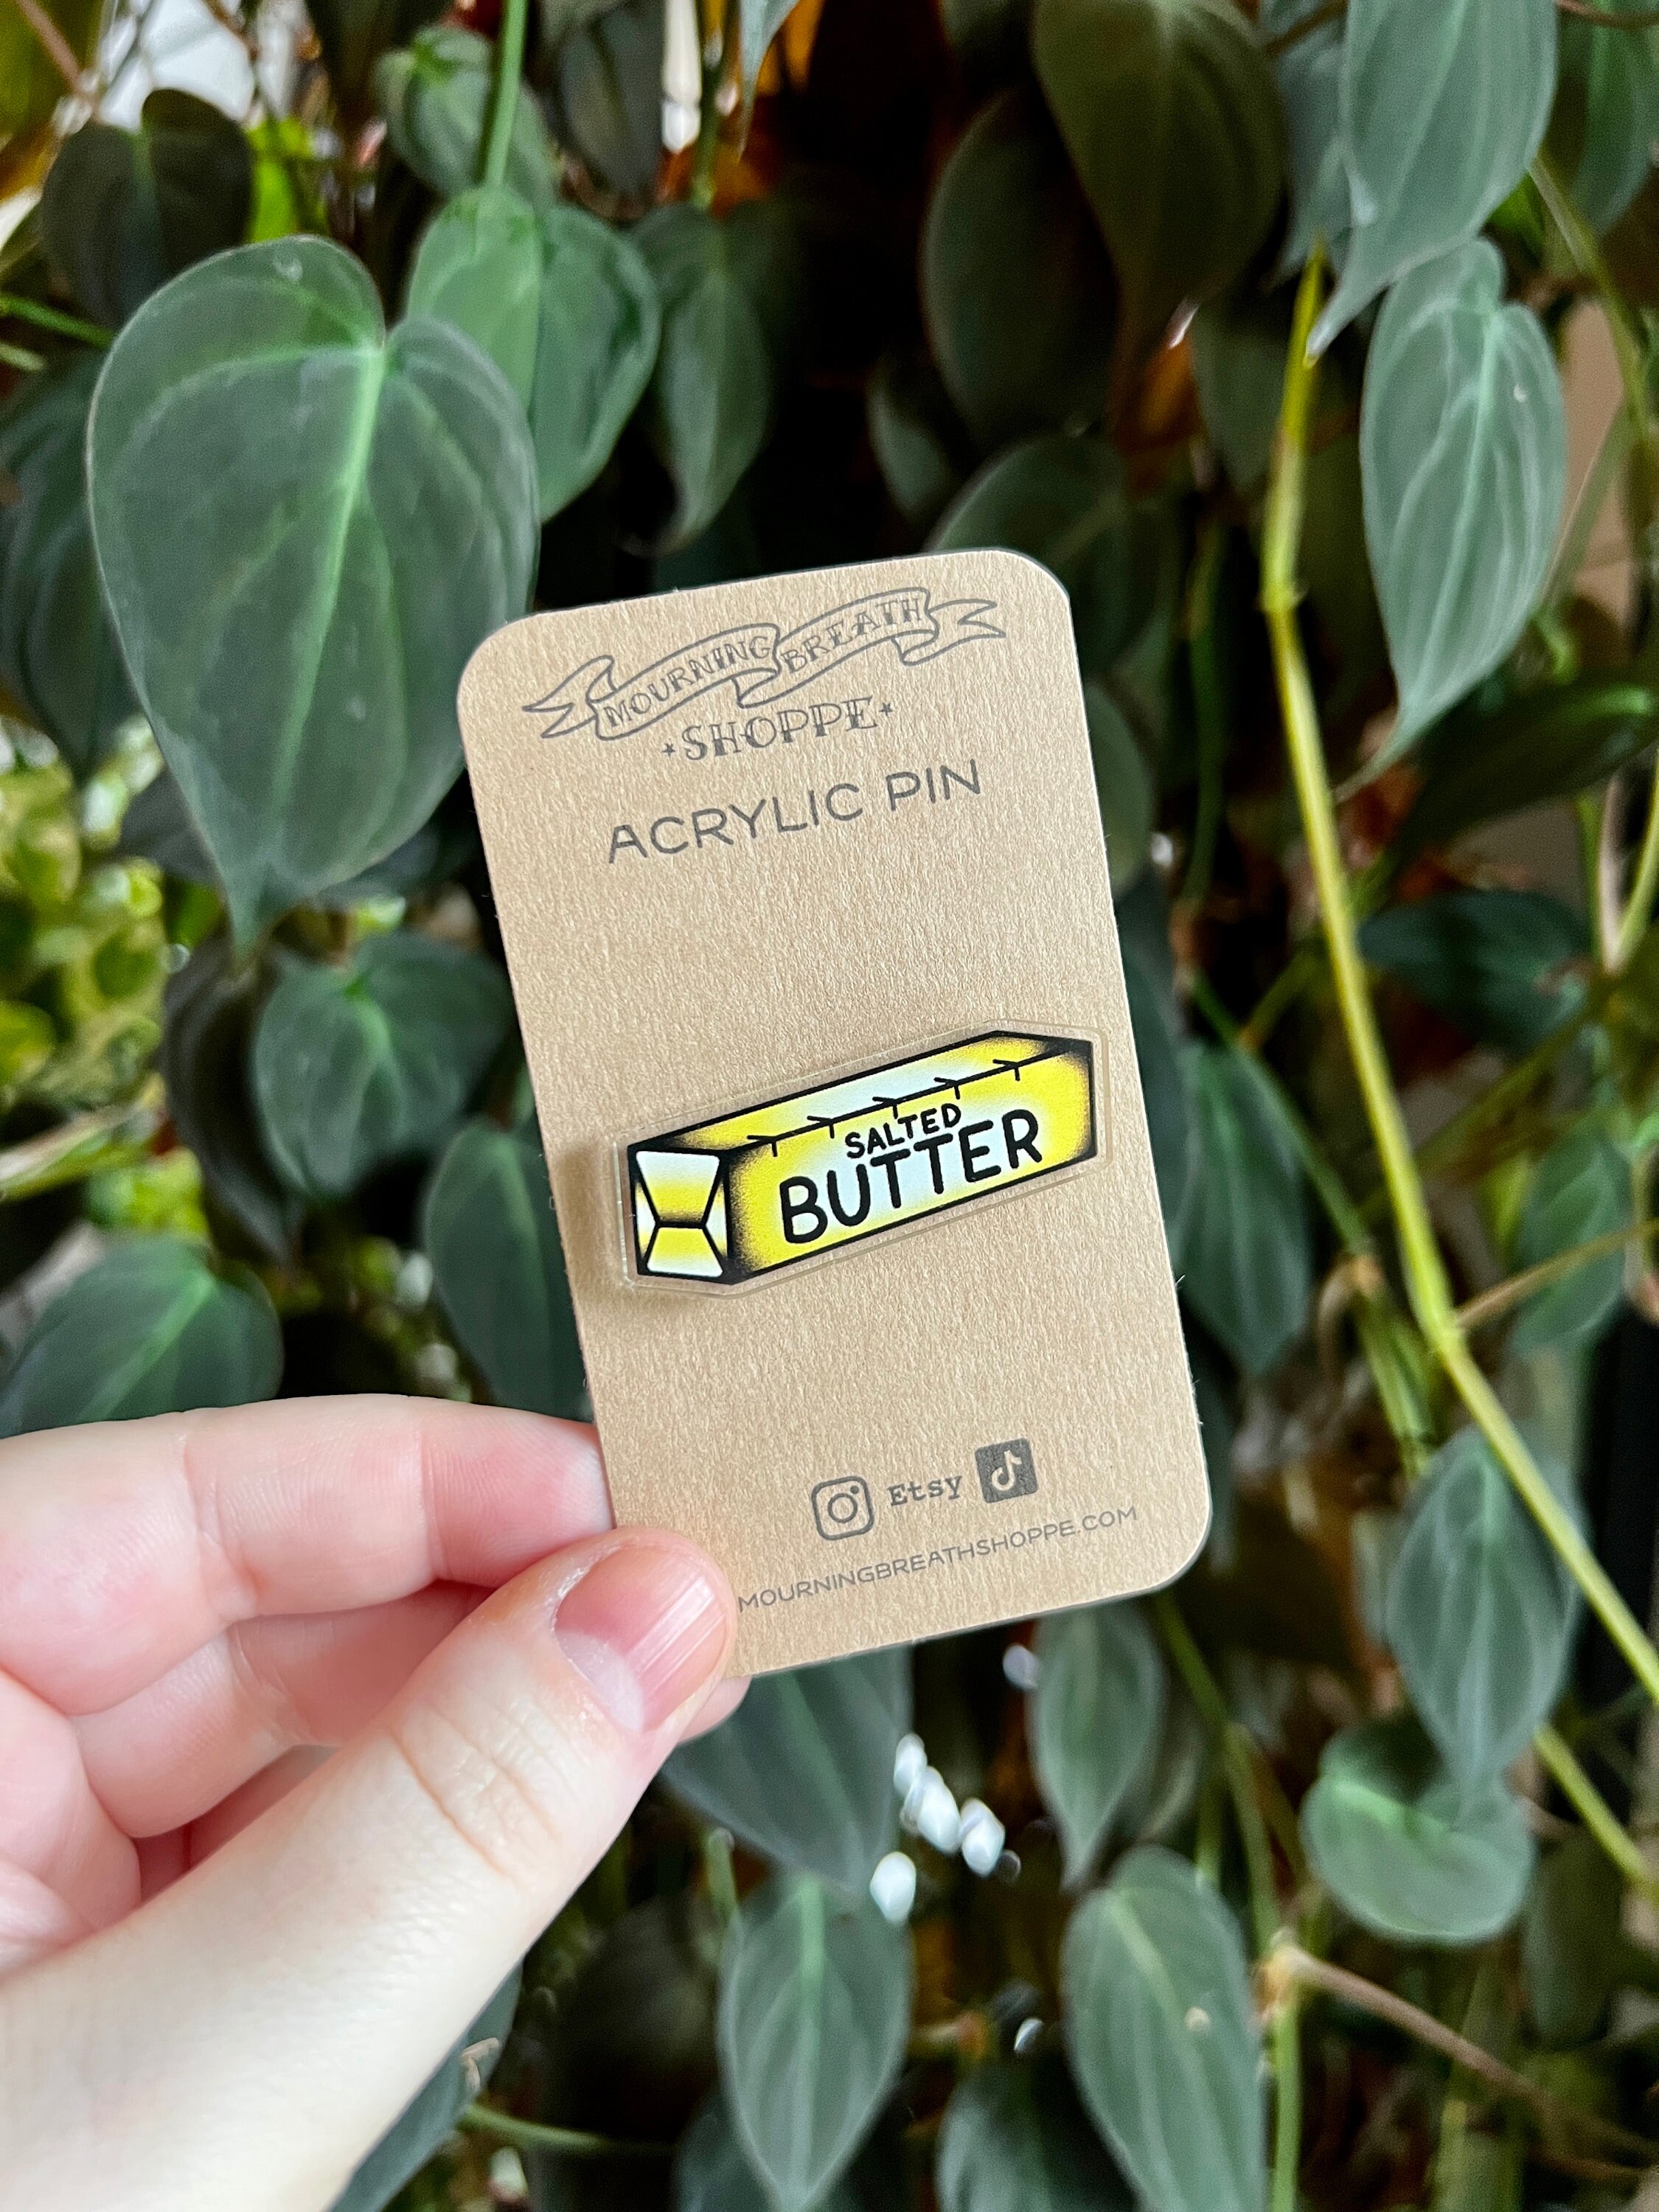 MOURNING BREATH
*SHOPPE*
ACRYLIC PIN
SALTED
BUTTER
Etsy
MOURNINGBREATHSHOPPE.COM